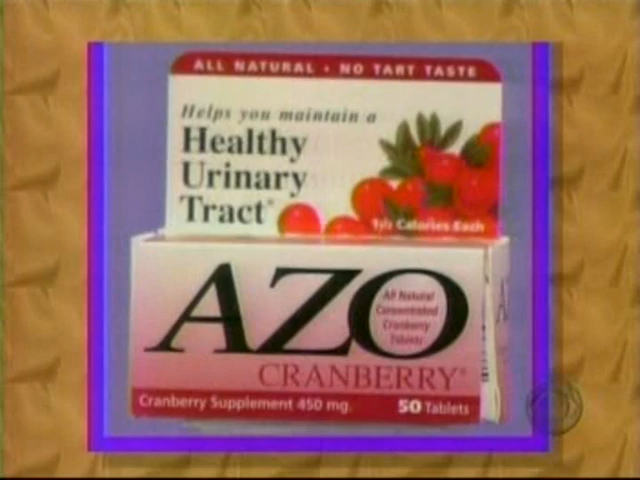 ALL NATURAL • NO TART TASTE
Helps you maintain a
Healthy
Urinary
Tract®
Calories Each
AZO
All Natural
Concentrated
Cranberry
Tablets
CRANBERRY®
Cranberry Supplement 450 mg.
50 Tablets